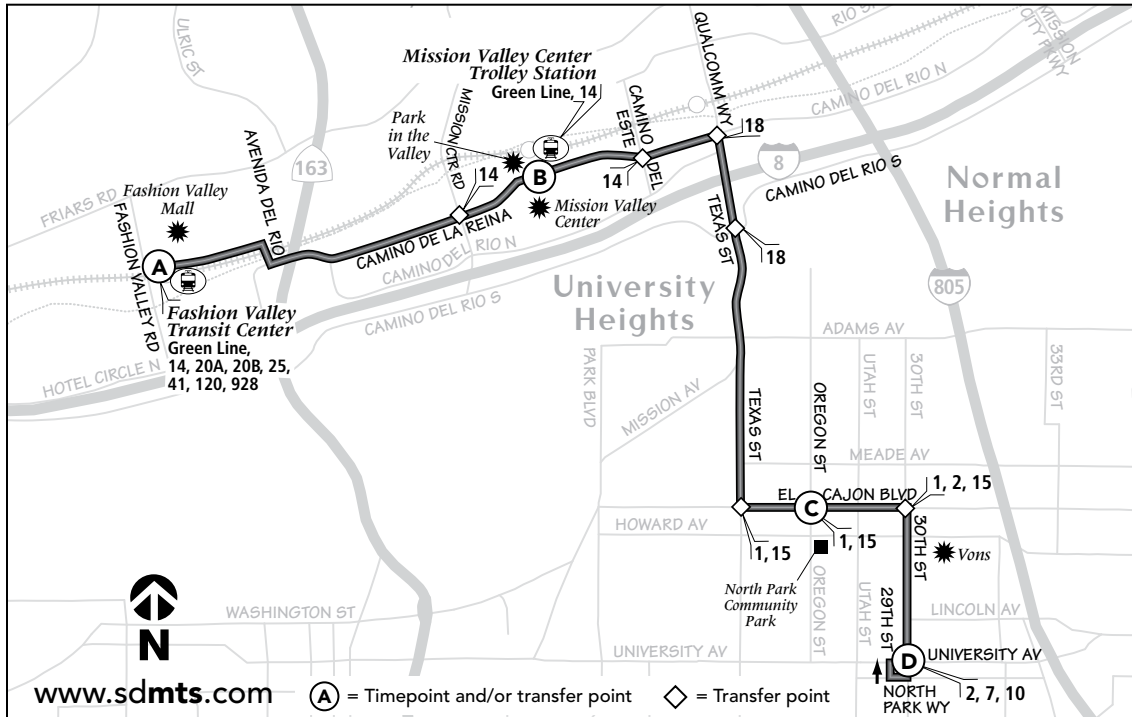 ULRIC ST
Mission Valley Center
Trolley Station
Green Line, 14
QUALCOMM WY
RIO S
MISSION
CITY PKWY
CAMINO DEL RIO N
MISSION CTR RD
Park
in the
Valley
CAMINO
DEL
ESTE
18
AVENIDA DEL RIO
163
8
CAMINO DEL RIO S
FRIARS RD
Fashion Valley
Mall
14
B
14
Mission Valley
Center
Normal
Heights
FASHION VALLEY RD
A
CAMINO DE LA REINA
CAMINO DEL RIO N
TEXAS ST
18
CAMINO DEL RIO S
University
Heights
805
Fashion Valley
Transit Center
Green Line,
14, 20A, 20B, 25,
41, 120, 928
HOTEL CIRCLE N
PARK BLVD
MISSION AV
ADAMS AV
UTAH ST
30TH ST
33RD ST
TEXAS ST
OREGON ST
MEADE AV
EL CAJON BLVD
C
1, 2, 15
HOWARD AV
1, 15
1, 15
30TH ST
Vons
North Park
Community
Park
OREGON ST
UTAH ST
29TH ST
LINCOLN AV
WASHINGTON ST
N
UNIVERSITY AV
D
UNIVERSITY AV
NORTH
PARK WY
2, 7, 10
www.sdmts.com
A = Timepoint and/or transfer point
= Transfer point